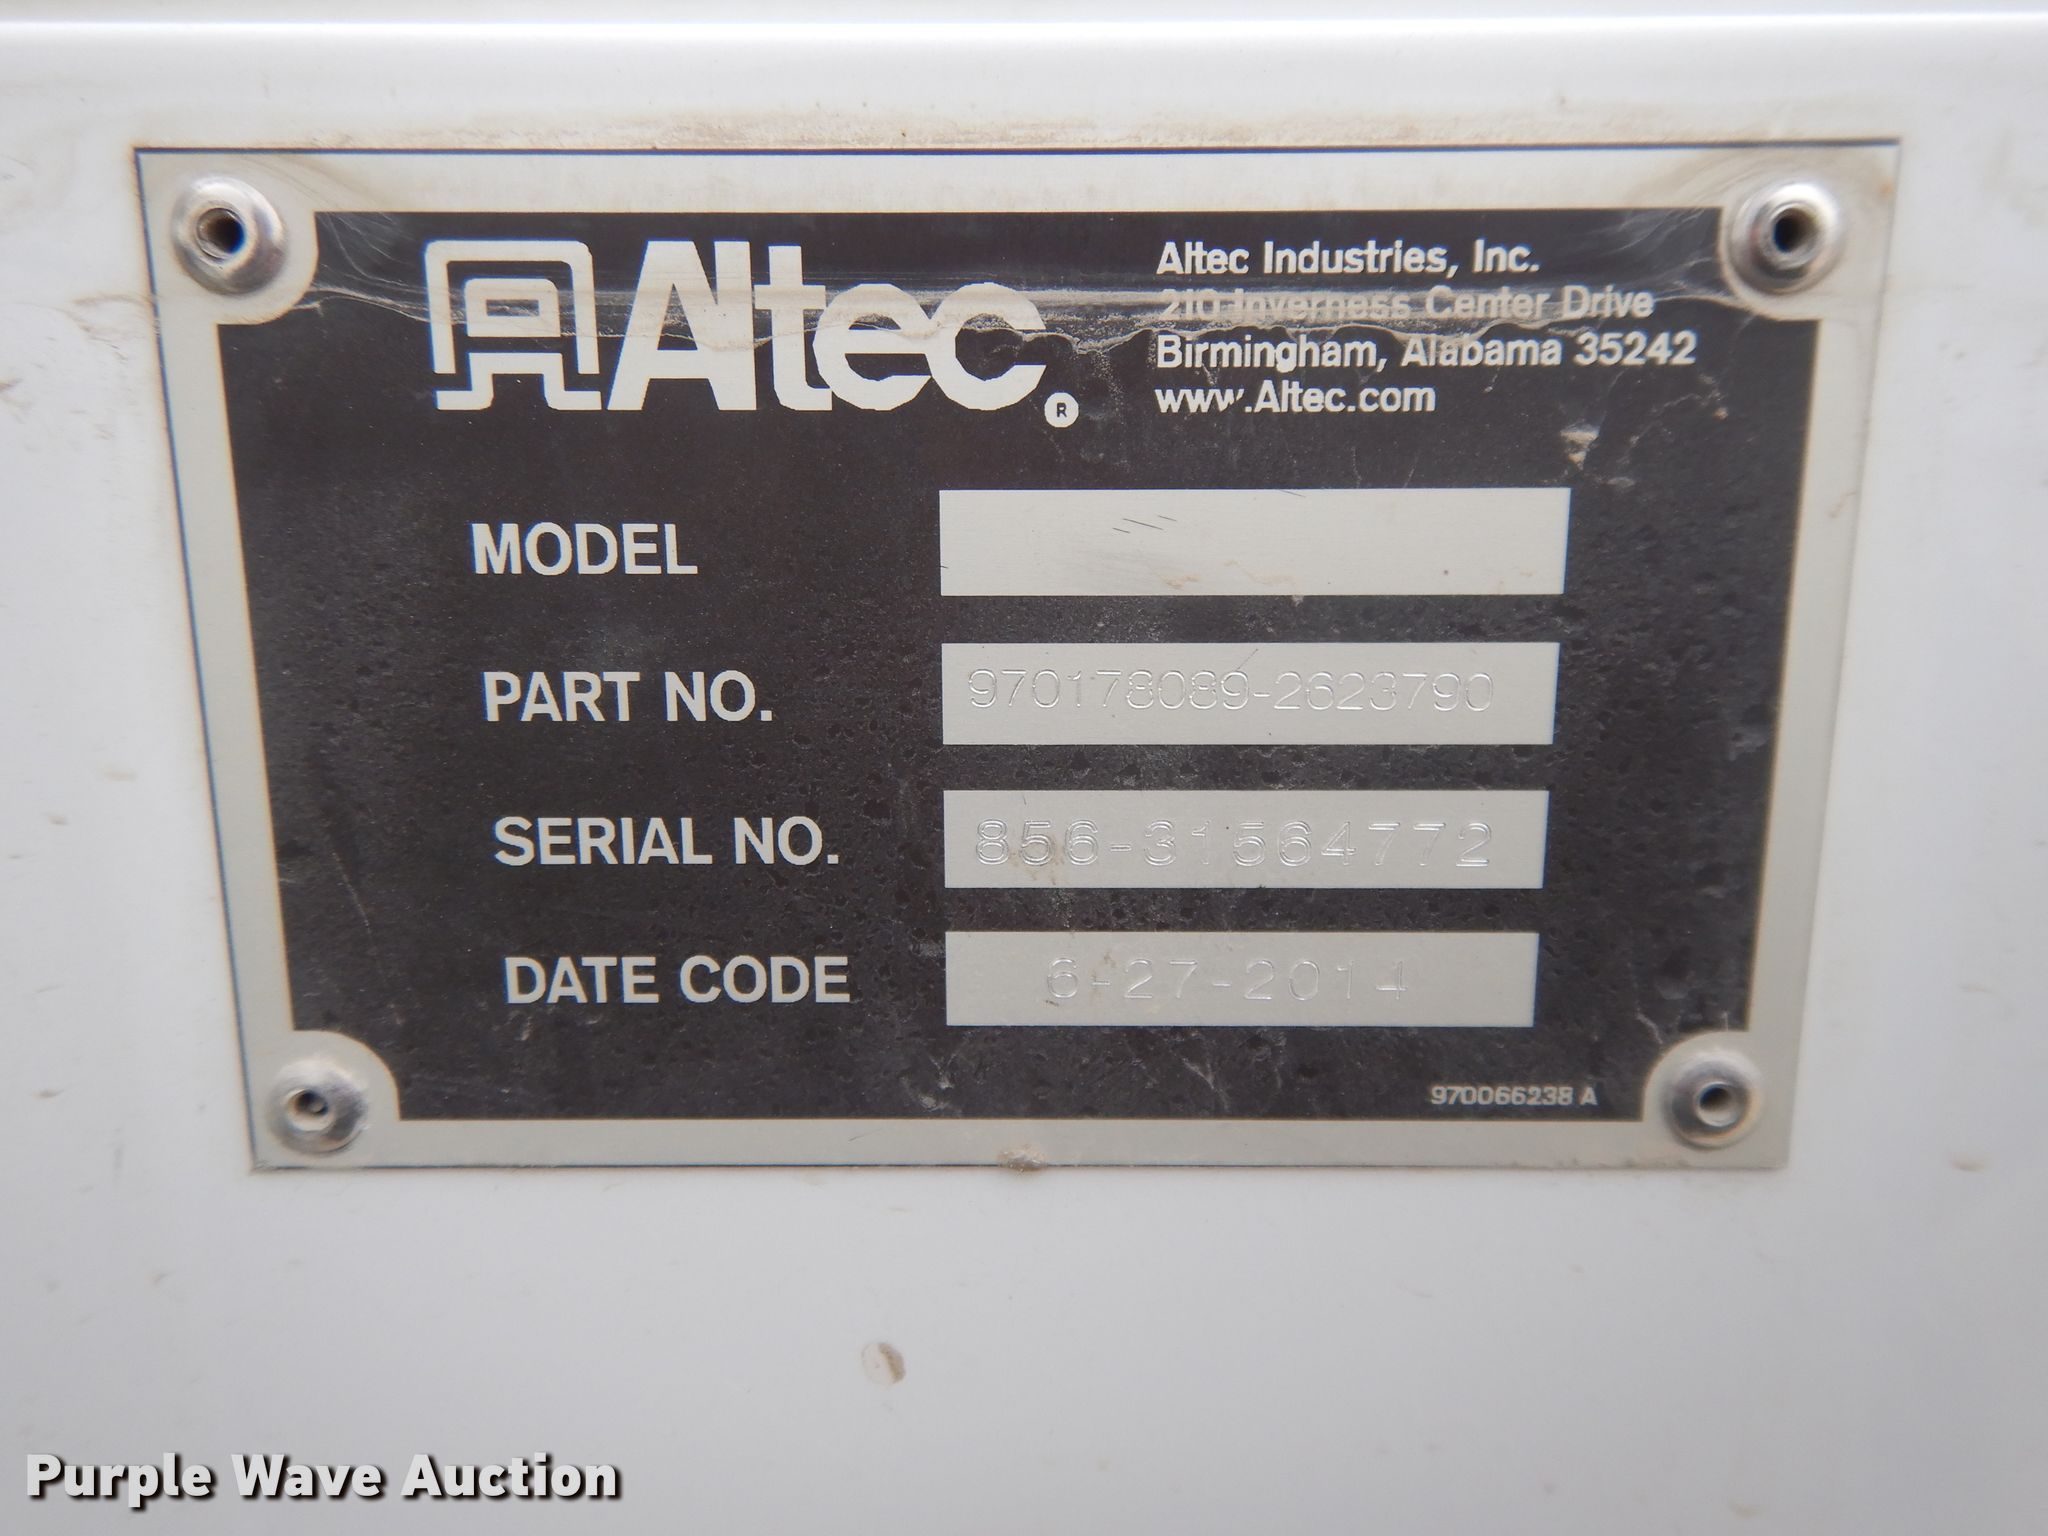 Altec®
Altec Industries, Inc.
210 Inverness Center Drive
Birmingham, Alabama 35242
www.Altec.com
MODEL
PART NO. 970178089-2623790
SERIAL NO. 856-31564772
DATE CODE 6-27-2014
970066238 A
Purple Wave Auction